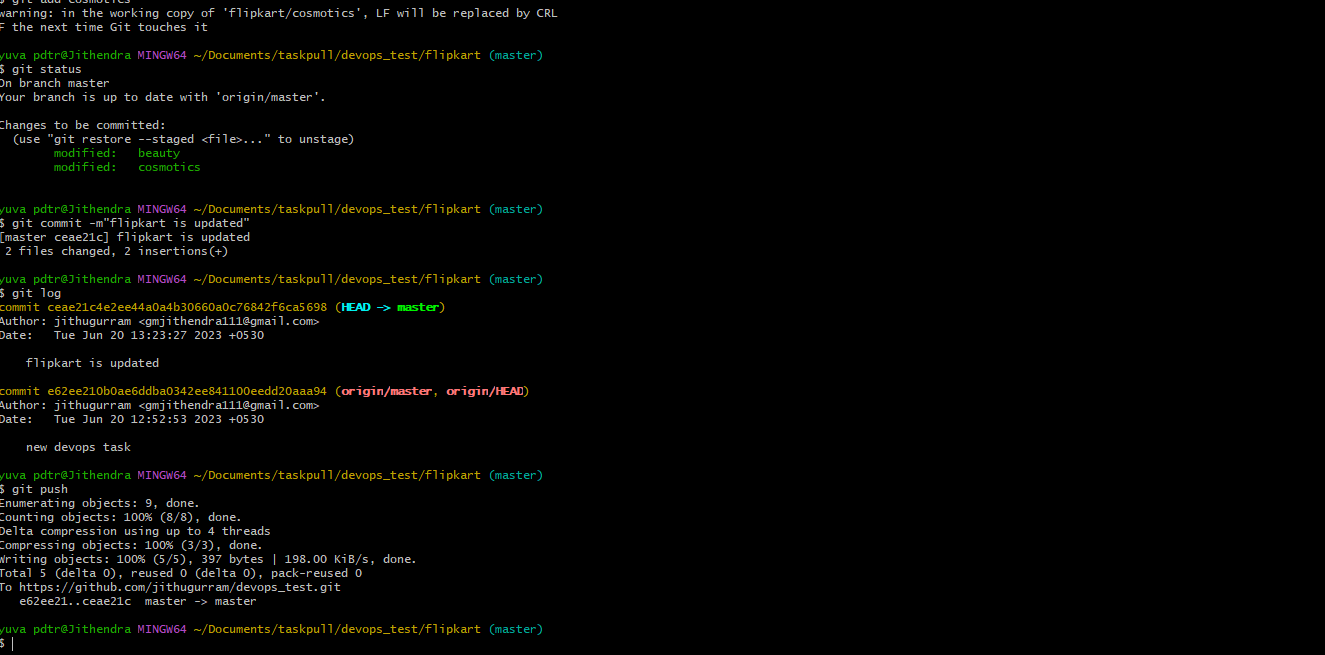 $ git add cosmotics
warning: in the working copy of 'flipkart/cosmotics', LF will be replaced by CRL
F the next time Git touches it

yuva pdtr@Jithendra MINGW64 ~/Documents/taskpull/devops_test/flipkart (master)
$ git status
On branch master
Your branch is up to date with 'origin/master'.

Changes to be committed:
  (use "git restore --staged <file>..." to unstage)
        modified:   beauty
        modified:   cosmotics


yuva pdtr@Jithendra MINGW64 ~/Documents/taskpull/devops_test/flipkart (master)
$ git commit -m"flipkart is updated"
[master ceae21c] flipkart is updated
 2 files changed, 2 insertions(+)

yuva pdtr@Jithendra MINGW64 ~/Documents/taskpull/devops_test/flipkart (master)
$ git log
commit ceae21c4e2ee44a0a4b30660a0c76842f6ca5698 (HEAD -> master)
Author: jithugurram <gmjithendra111@gmail.com>
Date:   Tue Jun 20 13:23:27 2023 +0530

    flipkart is updated

commit e62ee210b0ae6ddba0342ee841100eedd20aaa94 (origin/master, origin/HEAD)
Author: jithugurram <gmjithendra111@gmail.com>
Date:   Tue Jun 20 12:52:53 2023 +0530

    new devops task

yuva pdtr@Jithendra MINGW64 ~/Documents/taskpull/devops_test/flipkart (master)
$ git push
Enumerating objects: 9, done.
Counting objects: 100% (8/8), done.
Delta compression using up to 4 threads
Compressing objects: 100% (3/3), done.
Writing objects: 100% (5/5), 397 bytes | 198.00 KiB/s, done.
Total 5 (delta 0), reused 0 (delta 0), pack-reused 0
To https://github.com/jithugurram/devops_test.git
   e62ee21..ceae21c  master -> master

yuva pdtr@Jithendra MINGW64 ~/Documents/taskpull/devops_test/flipkart (master)
$